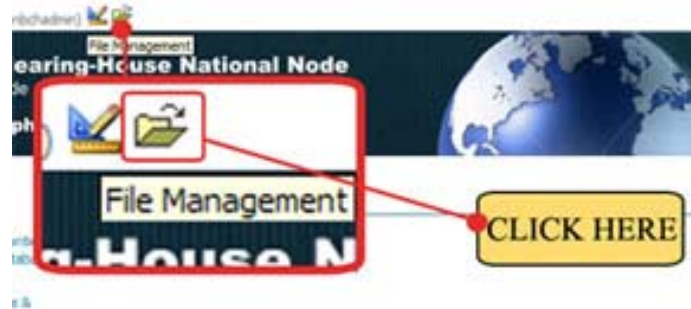 File Management
earing-House National Node
File Management
CLICK HERE
g-House N